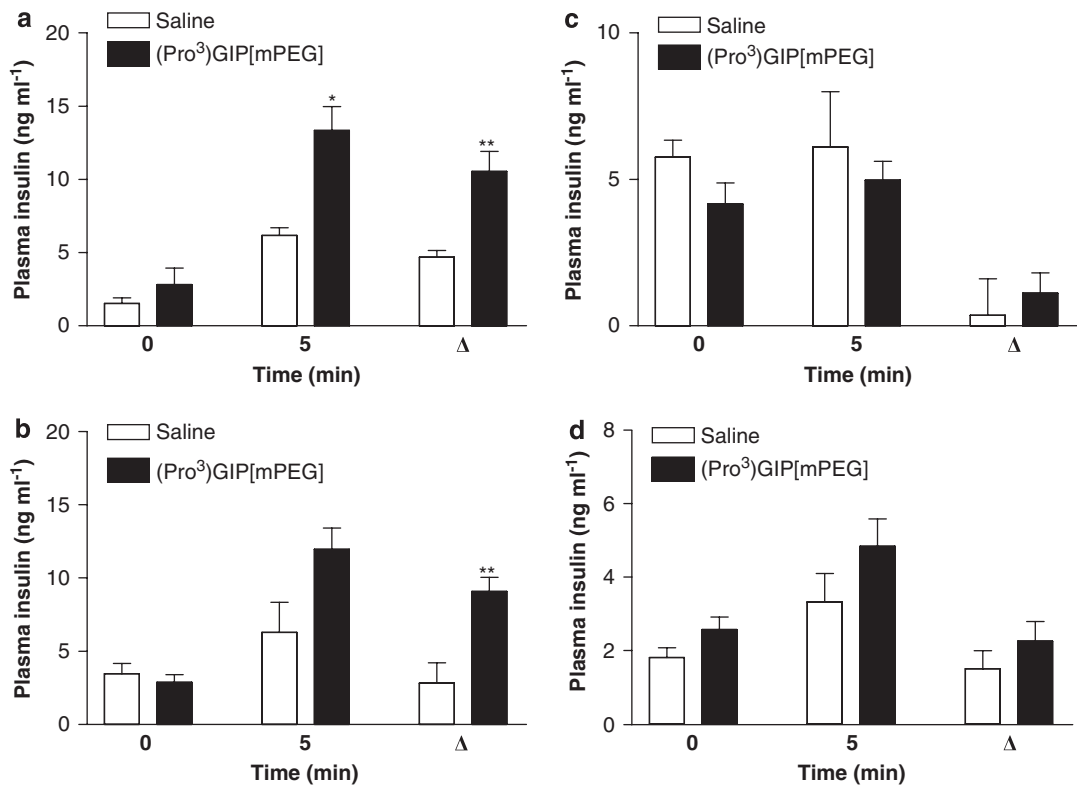 a
Saline
(Pro³)GIP[mPEG]
Plasma insulin (ng ml⁻¹)
20
15
10
5
0
*
**
0 5 Δ
Time (min)
c
Saline
(Pro³)GIP[mPEG]
Plasma insulin (ng ml⁻¹)
10
5
0
0 5 Δ
Time (min)
b
Saline
(Pro³)GIP[mPEG]
Plasma insulin (ng ml⁻¹)
20
15
10
5
0
**
0 5 Δ
Time (min)
d
Saline
(Pro³)GIP[mPEG]
Plasma insulin (ng ml⁻¹)
8
6
4
2
0
0 5 Δ
Time (min)